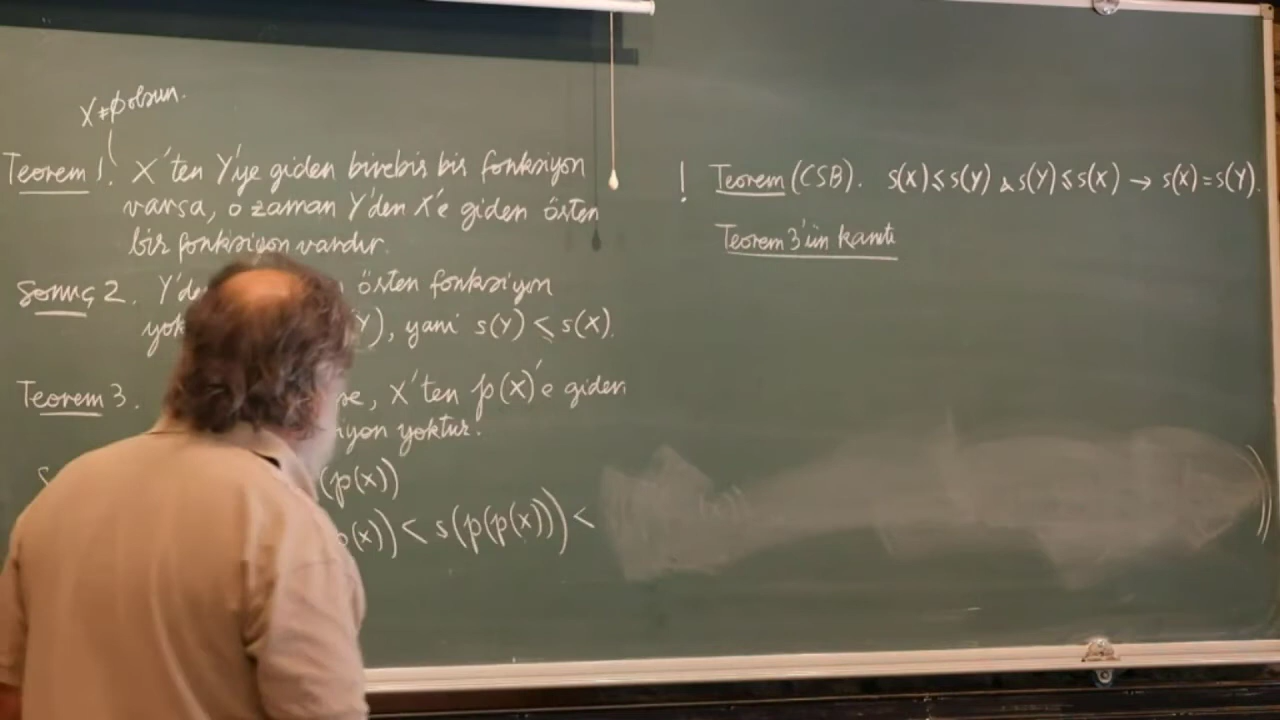 X≠ϕ olsun.
Teorem 1. X'ten Y'ye giden birebir bir fonksiyon
varsa, o zaman Y'den X'e giden örten
bir fonksiyon vardır.
Sonuç 2. Y'de örten fonksiyon
Y), yani s(Y) ≤ s(X).
Teorem 3. X'ten p(X)'e giden
yoktur.
(p(X))
p(X)) < s(p(p(X))) <
! Teorem (CSB). s(X) ≤ s(Y) ∧ s(Y) ≤ s(X) → s(X) = s(Y).
Teorem 3'ün kanıtı